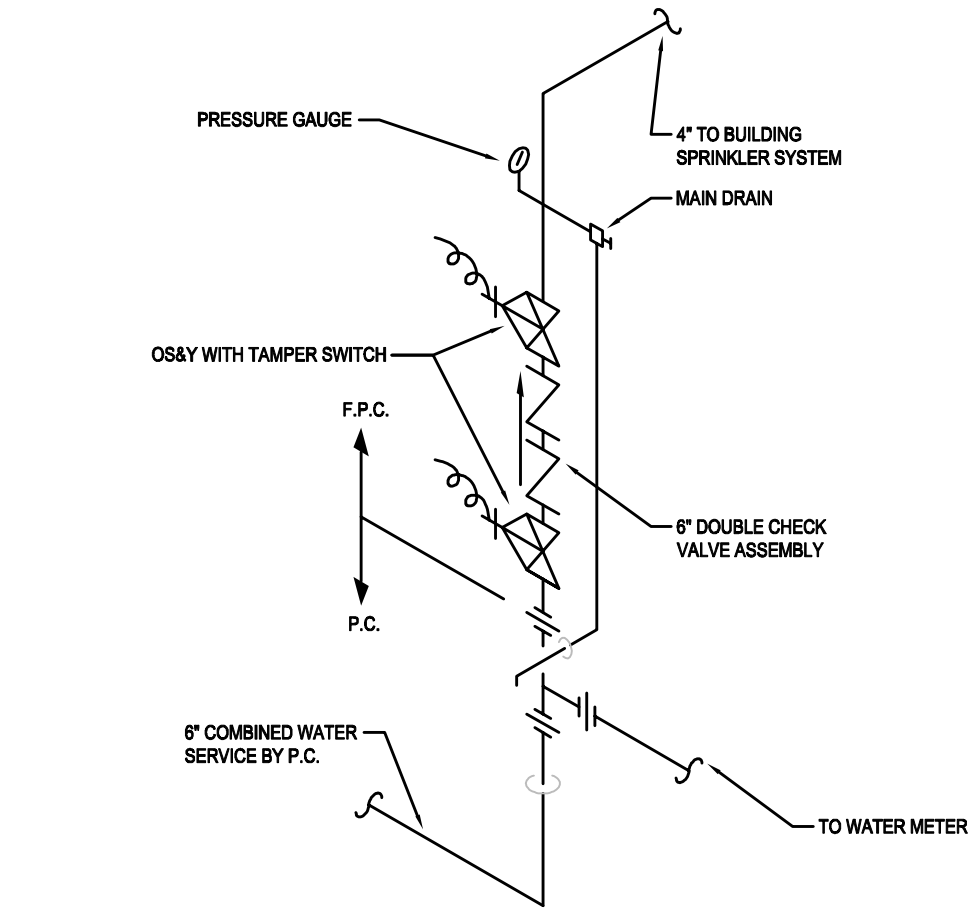 PRESSURE GAUGE
4" TO BUILDING
SPRINKLER SYSTEM
MAIN DRAIN
OS&Y WITH TAMPER SWITCH
F.P.C.
6" DOUBLE CHECK
VALVE ASSEMBLY
P.C.
6" COMBINED WATER
SERVICE BY P.C.
TO WATER METER